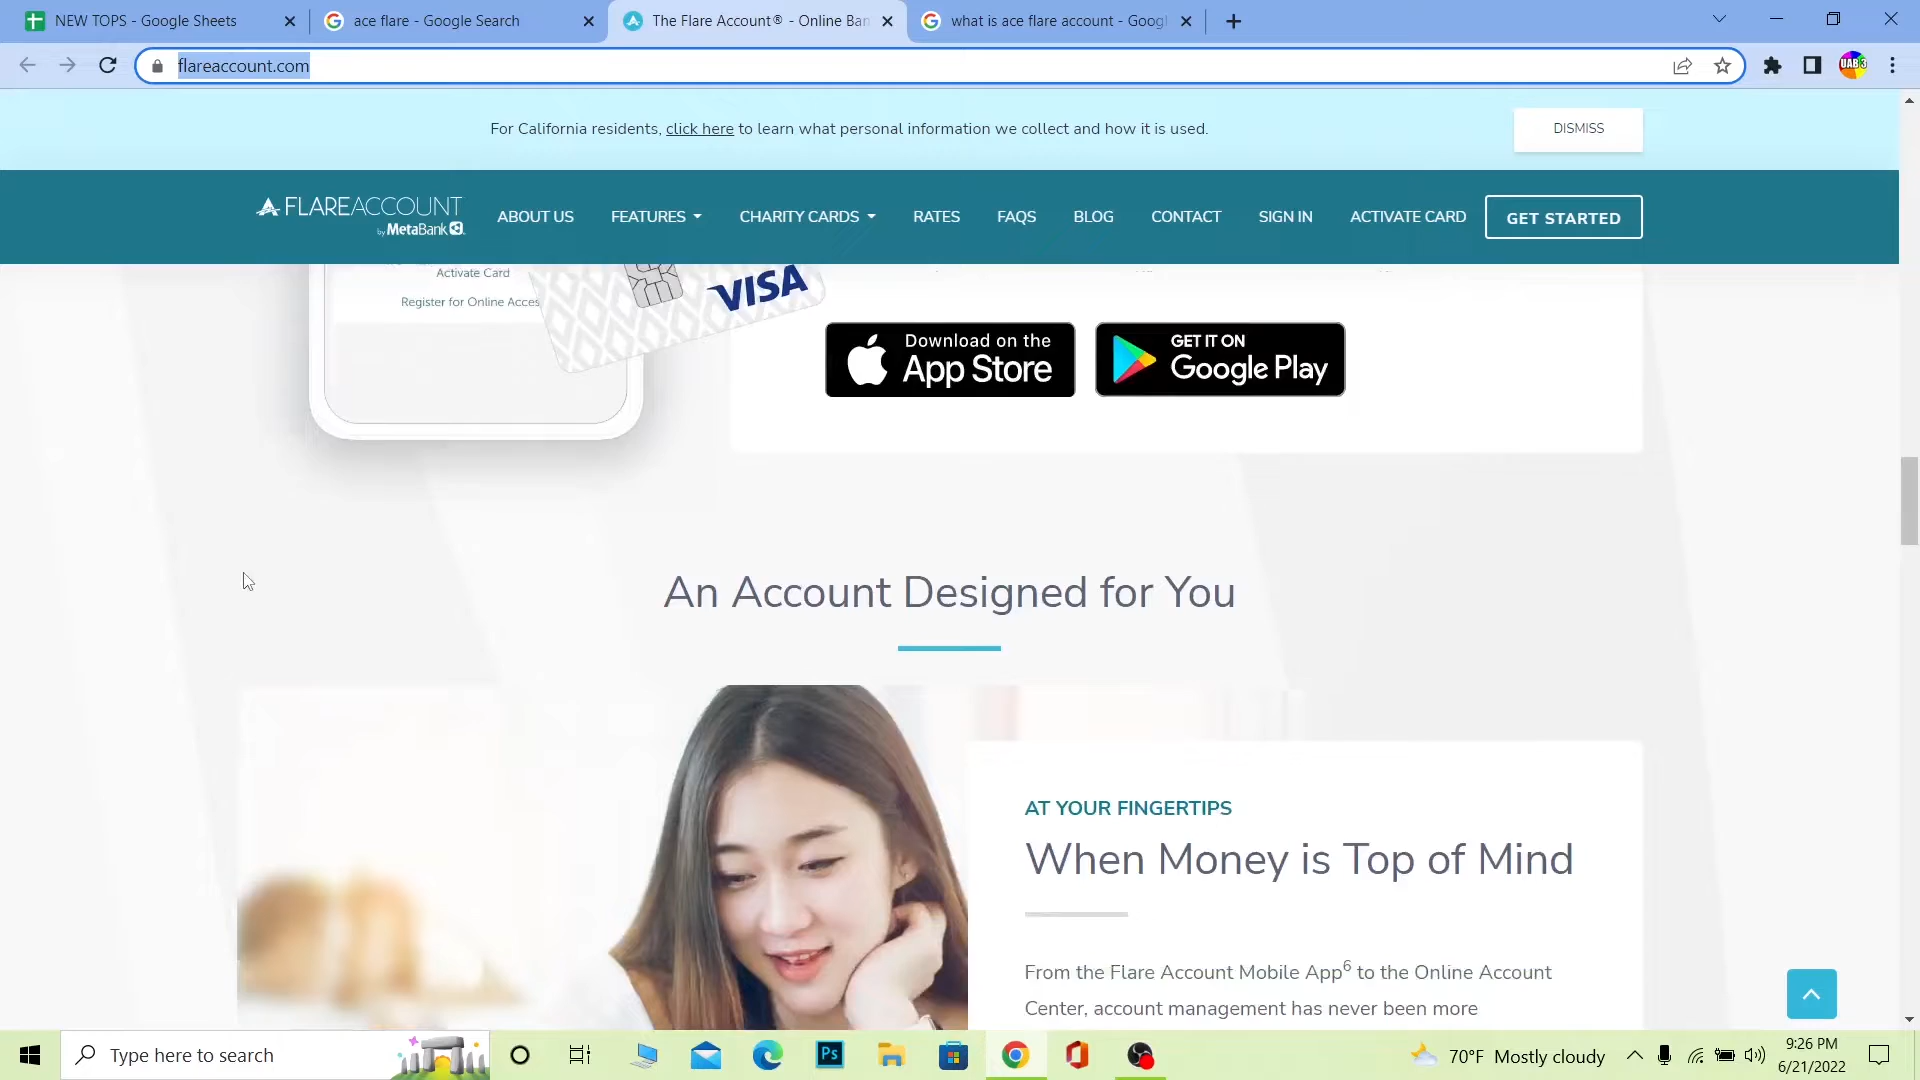 NEW TOPS - Google Sheets
ace flare - Google Search
The Flare Account® - Online Ban
what is ace flare account - Goog
flareaccount.com
UAB 3
For California residents, click here to learn what personal information we collect and how it is used.
DISMISS
FLAREACCOUNT
by MetaBank
ABOUT US
FEATURES
CHARITY CARDS
RATES
FAQS
BLOG
CONTACT
SIGN IN
ACTIVATE CARD
GET STARTED
Activate Card
Register for Online Acces
VISA
Download on the
App Store
GET IT ON
Google Play
An Account Designed for You
AT YOUR FINGERTIPS
When Money is Top of Mind
From the Flare Account Mobile App6 to the Online Account
Center, account management has never been more
Type here to search
Ps
70°F Mostly cloudy
9:26 PM
6/21/2022